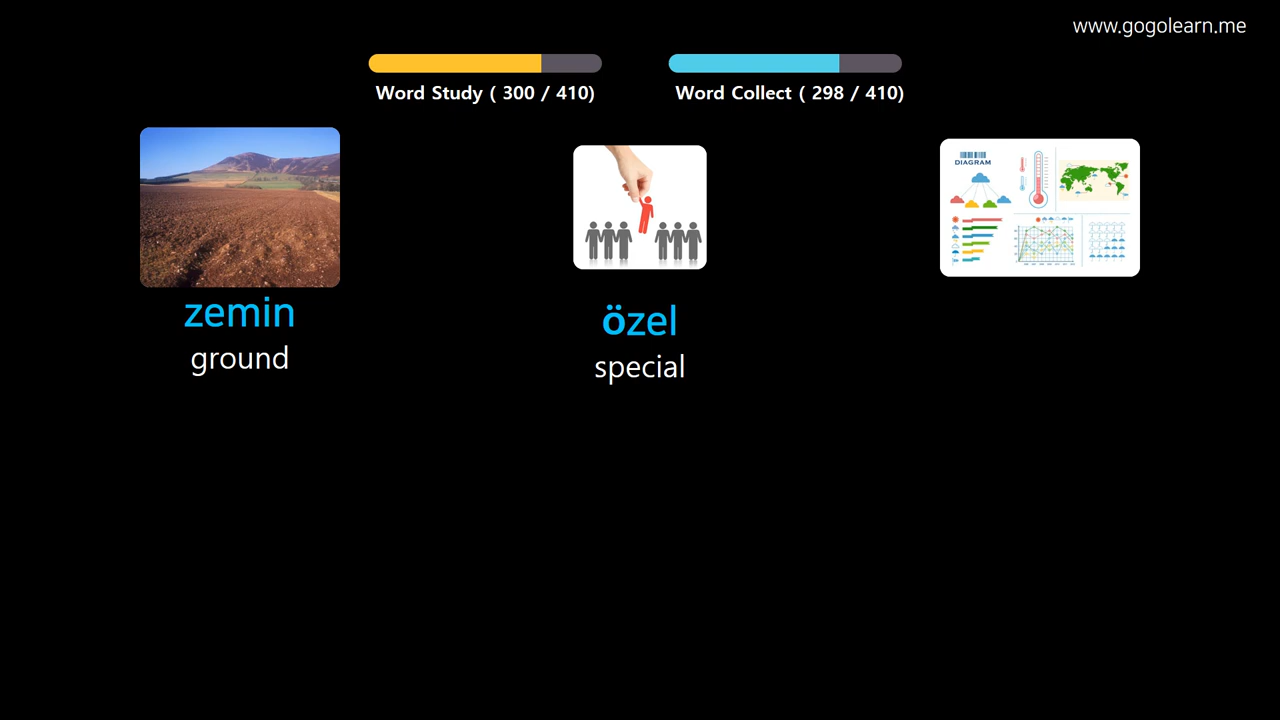 www.gogolearn.me
Word Study ( 300 / 410)
Word Collect ( 298 / 410)
DIAGRAM
zemin
ground
özel
special